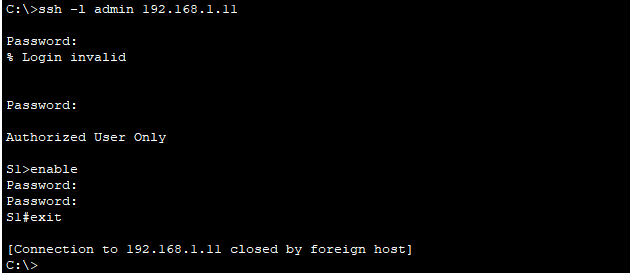 C:\>ssh -l admin 192.168.1.11
Password:
% Login invalid
Password:
Authorized User Only
S1>enable
Password:
Password:
S1#exit
[Connection to 192.168.1.11 closed by foreign host]
C:\>